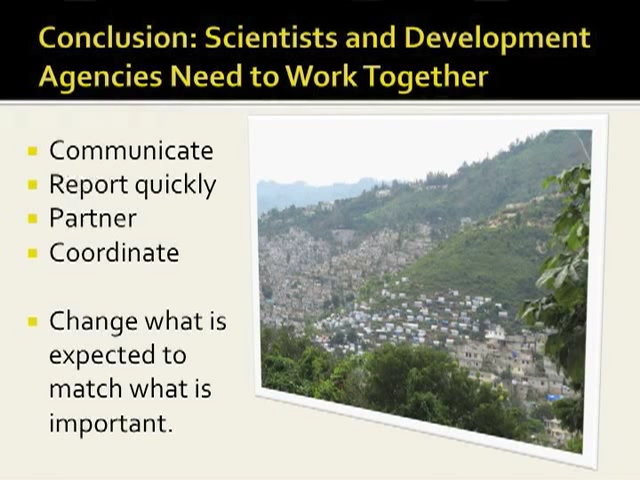 Conclusion: Scientists and Development
Agencies Need to Work Together
Communicate
Report quickly
Partner
Coordinate
Change what is
expected to
match what is
important.